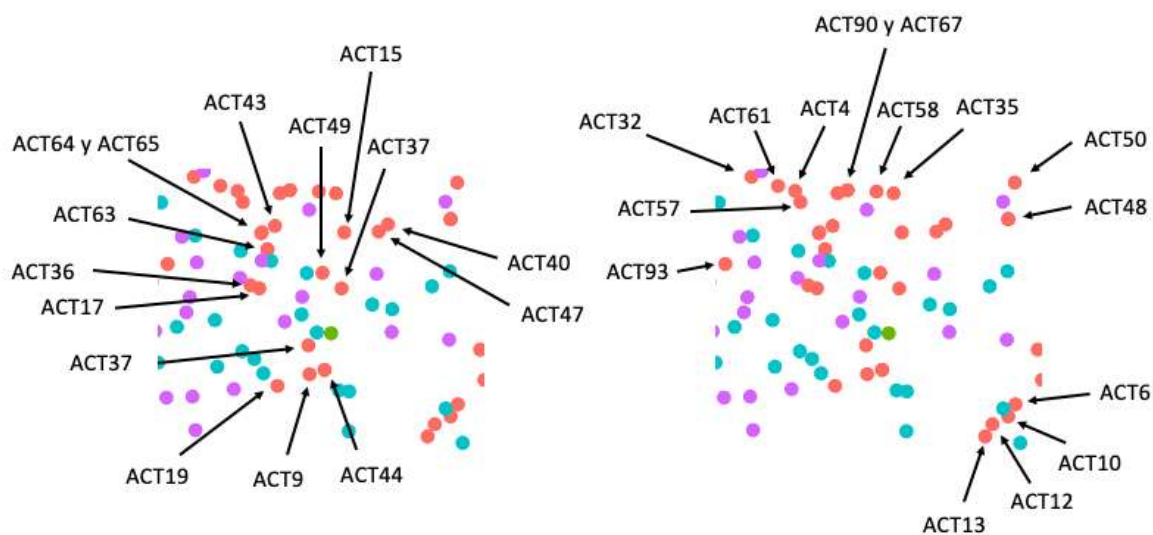 ACT15
ACT43
ACT49
ACT64 y ACT65
ACT37
ACT63
ACT36
ACT40
ACT17
ACT47
ACT37
ACT19
ACT9
ACT44
ACT90 y ACT67
ACT32
ACT61
ACT4
ACT58
ACT35
ACT50
ACT57
ACT48
ACT93
ACT6
ACT10
ACT12
ACT13